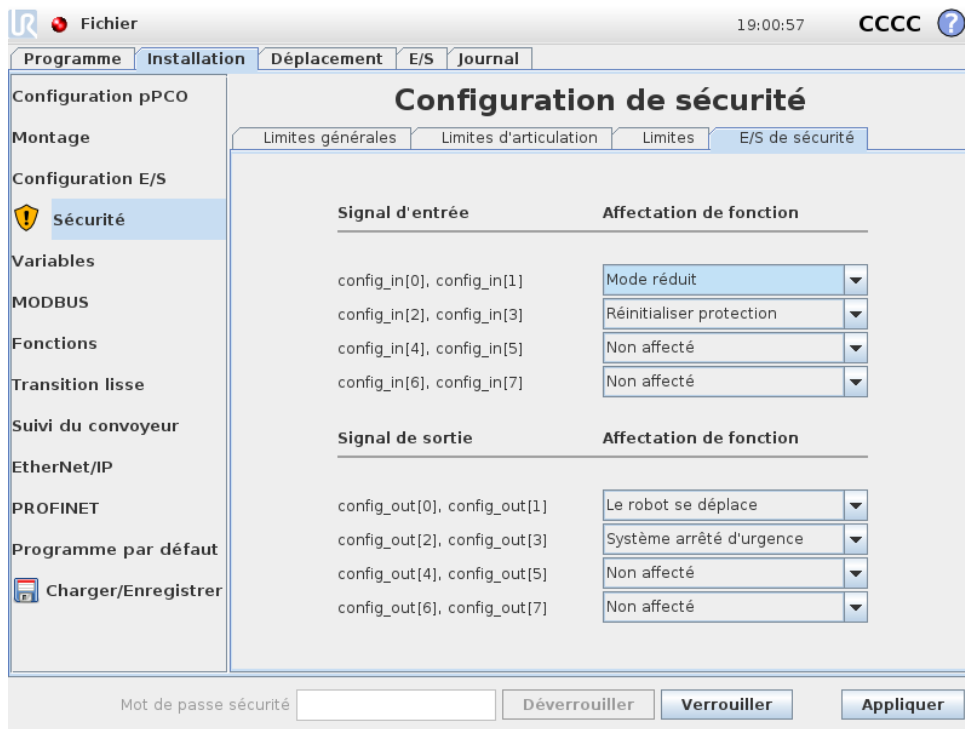 UR Fichier 19:00:57 CCCC ?
Programme Installation Déplacement E/S Journal
Configuration pPCO
Montage
Configuration E/S
Sécurité
Variables
MODBUS
Fonctions
Transition lisse
Suivi du convoyeur
EtherNet/IP
PROFINET
Programme par défaut
Charger/Enregistrer
Configuration de sécurité
Limites générales Limites d'articulation Limites E/S de sécurité
Signal d'entrée Affectation de fonction
config_in[0], config_in[1] Mode réduit
config_in[2], config_in[3] Réinitialiser protection
config_in[4], config_in[5] Non affecté
config_in[6], config_in[7] Non affecté
Signal de sortie Affectation de fonction
config_out[0], config_out[1] Le robot se déplace
config_out[2], config_out[3] Système arrêté d'urgence
config_out[4], config_out[5] Non affecté
config_out[6], config_out[7] Non affecté
Mot de passe sécurité Déverrouiller Verrouiller Appliquer